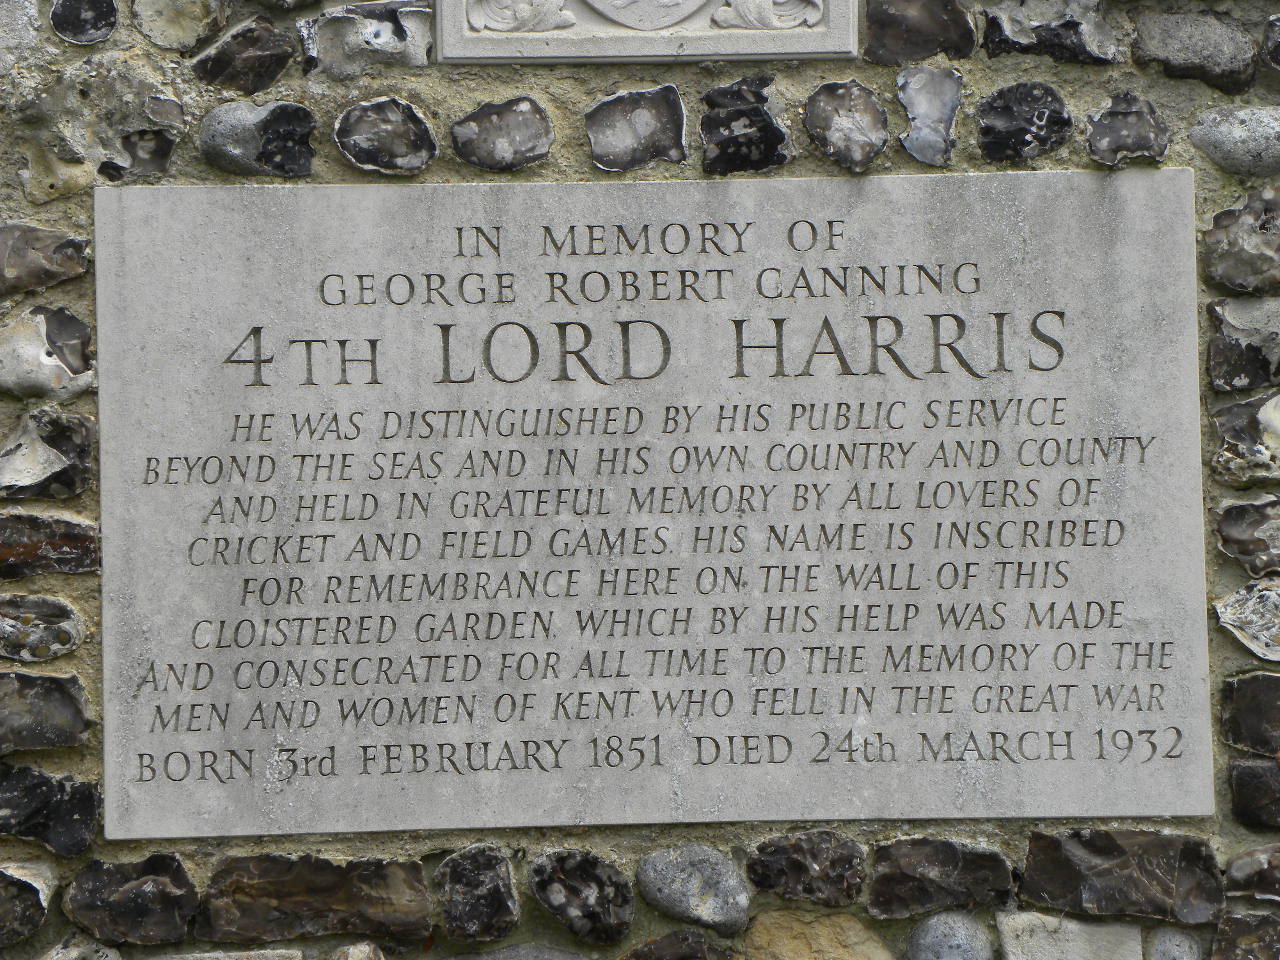 IN MEMORY OF
GEORGE ROBERT CANNING
4TH LORD HARRIS
HE WAS DISTINGUISHED BY HIS PUBLIC SERVICE
BEYOND THE SEAS AND IN HIS OWN COUNTRY AND COUNTY
AND HELD IN GRATEFUL MEMORY BY ALL LOVERS OF
CRICKET AND FIELD GAMES HIS NAME IS INSCRIBED
FOR REMEMBRANCE HERE ON THE WALL OF THIS
CLOISTERED GARDEN WHICH BY HIS HELP WAS MADE
AND CONSECRATED FOR ALL TIME TO THE MEMORY OF THE
MEN AND WOMEN OF KENT WHO FELL IN THE GREAT WAR
BORN 3rd FEBRUARY 1851 DIED 24th MARCH 1932